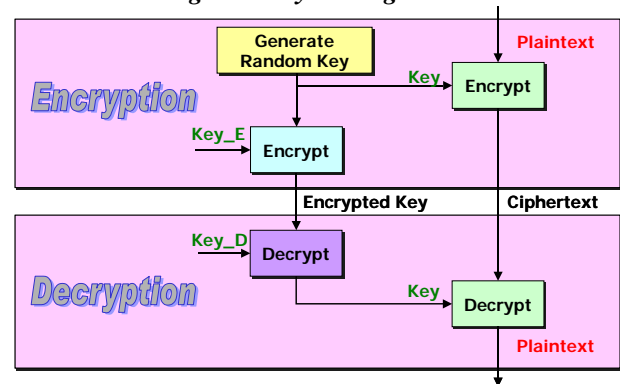 Generate
Random Key
Plaintext
Key
Encrypt
Encryption
Key_E
Encrypt
Encrypted Key
Ciphertext
Key_D
Decrypt
Decryption
Key
Decrypt
Plaintext